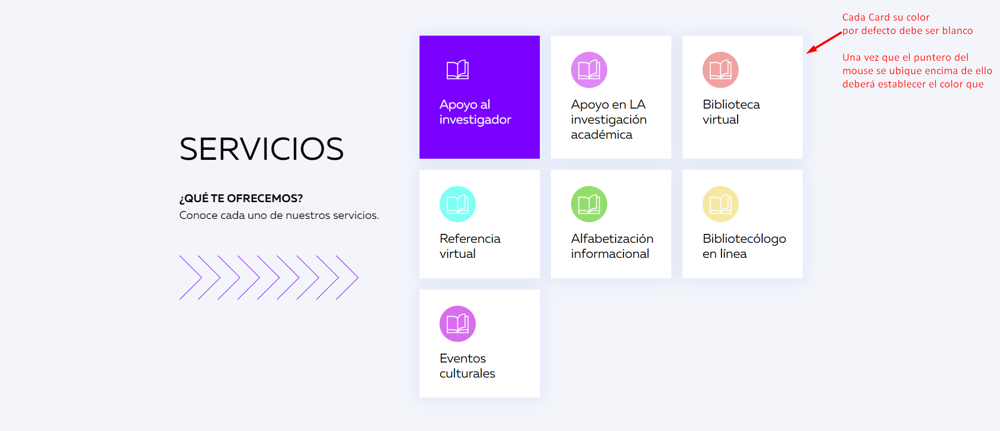 Cada Card su color
por defecto debe ser blanco
Una vez que el puntero del
mouse se ubique encima de ello
deberá establecer el color que
SERVICIOS
¿QUÉ TE OFRECEMOS?
Conoce cada uno de nuestros servicios.
Apoyo al
investigador
Apoyo en LA
investigación
académica
Biblioteca
virtual
Referencia
virtual
Alfabetización
informacional
Bibliotecólogo
en línea
Eventos
culturales